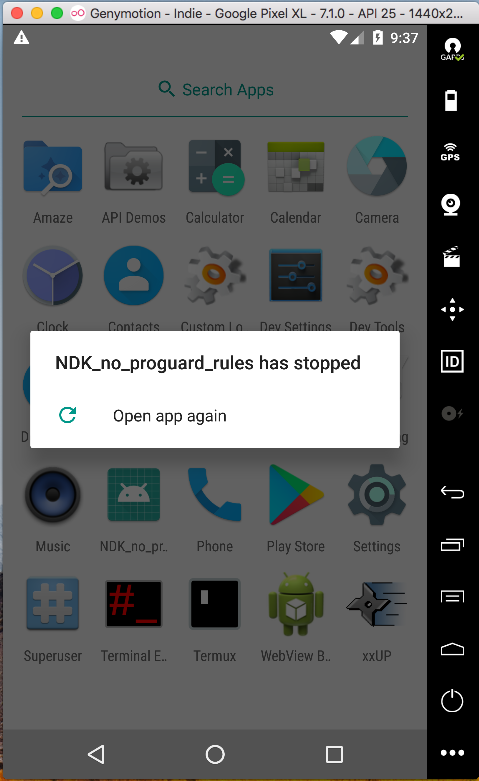 Genymotion - Indie - Google Pixel XL - 7.1.0 - API 25 - 1440x2...
9:37
GAPPS
Search Apps
Amaze API Demos Calculator Calendar Camera
GPS
Clock Contacts Custom Lo.. Dev Settings Dev Tools
NDK_no_proguard_rules has stopped
ID
Open app again
Music NDK_no_pr.. Phone Play Store Settings
Superuser Terminal E.. Termux WebView B.. xxUP